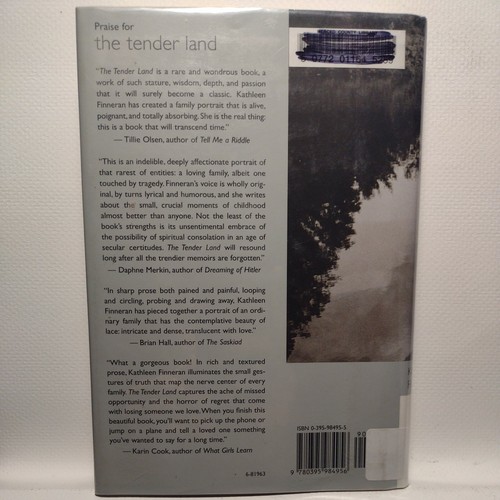 Praise for
the tender land
"The Tender Land is a rare and wondrous book, a
work of such stature, wisdom, depth, and passion
that it will surely become a classic. Kathleen
Finneran has created a family portrait that is alive,
poignant, and totally absorbing. She is the real thing:
this is a book that will transcend time."
— Tillie Olsen, author of Tell Me a Riddle
"This is an indelible, deeply affectionate portrait of
that rarest of entities: a loving family, albeit one
touched by tragedy. Finneran's voice is wholly orig-
inal, by turns lyrical and humorous, and she writes
about the small, crucial moments of childhood
almost better than anyone. Not the least of the
book's strengths is its unsentimental embrace of
the possibility of spiritual consolation in an age of
secular certitudes. The Tender Land will resound
long after all the trendier memoirs are forgotten."
— Daphne Merkin, author of Dreaming of Hitler
"In sharp prose both pained and painful, looping
and circling, probing and drawing away, Kathleen
Finneran has pieced together a portrait of an ordi-
nary family that has the contemplative beauty of
lace: intricate and dense, translucent with love."
— Brian Hall, author of The Saskiad
"What a gorgeous book! In rich and textured
prose, Kathleen Finneran illuminates the small ges-
tures of truth that map the nerve center of every
family. The Tender Land captures the ache of missed
opportunity and the horror of regret that come
with losing someone we love. When you finish this
beautiful book, you'll want to pick up the phone or
jump on a plane and tell a loved one something
you've wanted to say for a long time."
— Karin Cook, author of What Girls Learn
6-81963
ISBN 0-395-98495-5
90
9 780395 984956